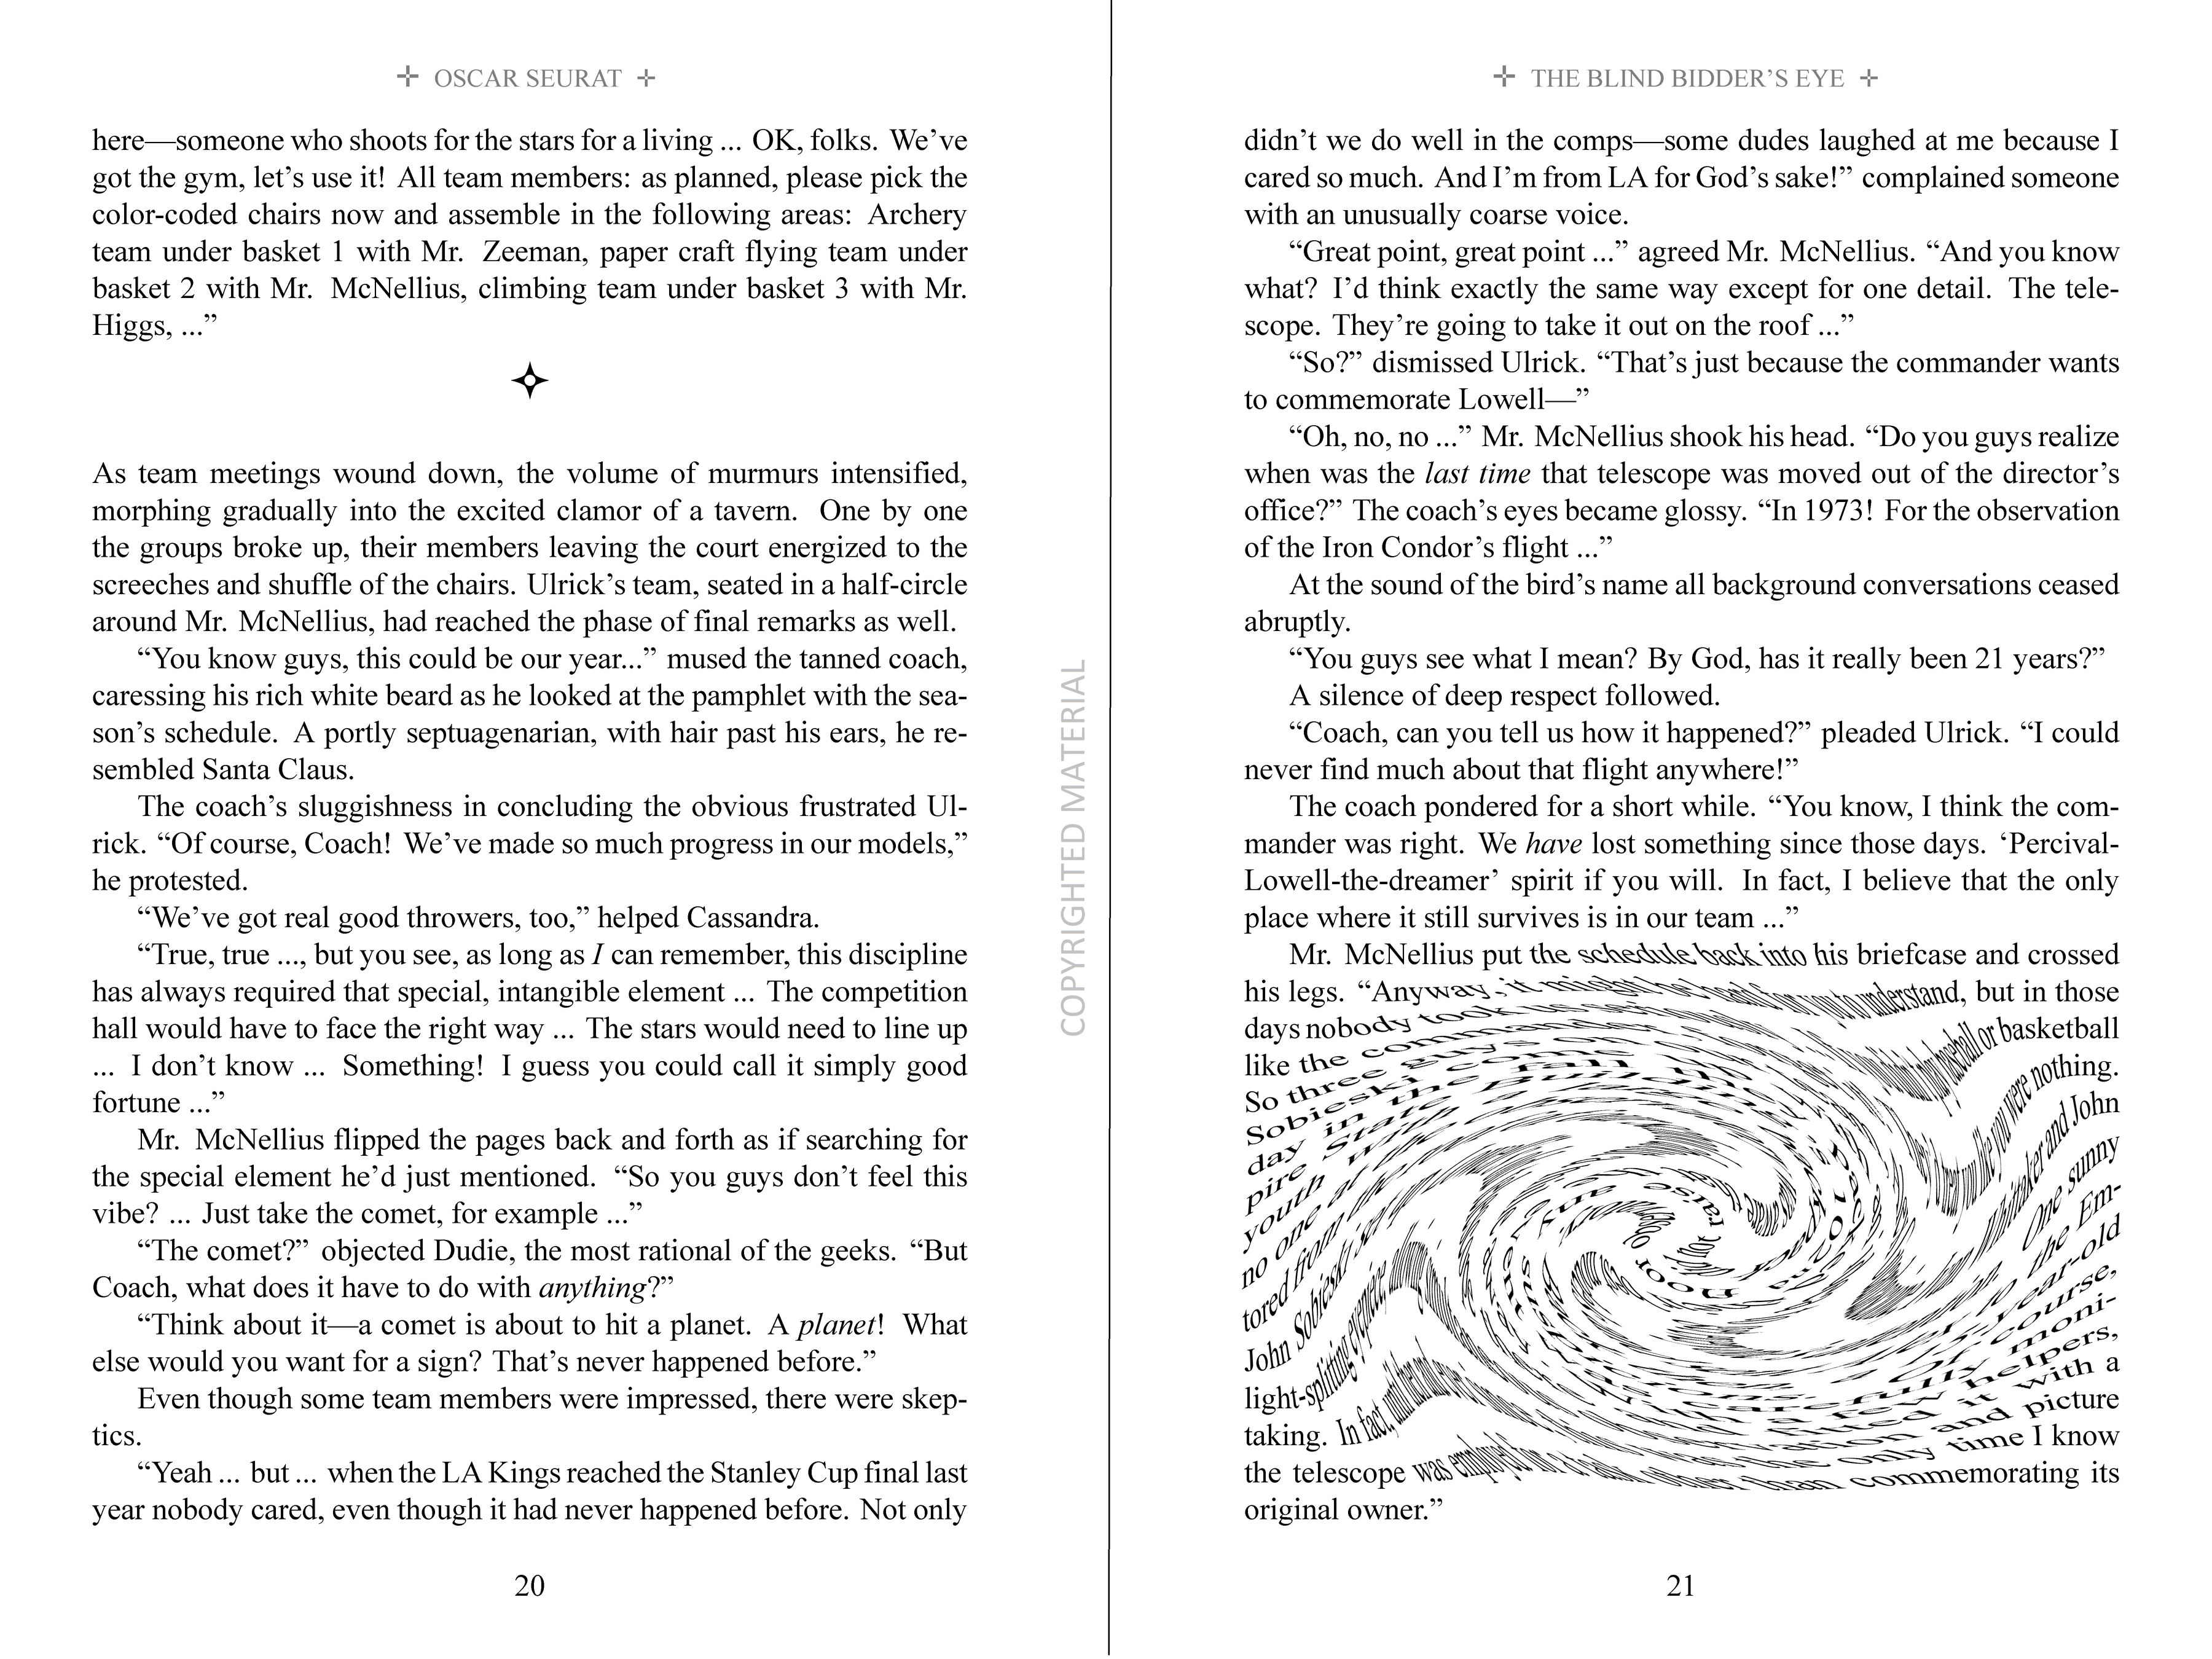 ✛ OSCAR SEURAT ✛
here—someone who shoots for the stars for a living ... OK, folks. We’ve
got the gym, let’s use it! All team members: as planned, please pick the
color-coded chairs now and assemble in the following areas: Archery
team under basket 1 with Mr. Zeeman, paper craft flying team under
basket 2 with Mr. McNellius, climbing team under basket 3 with Mr.
Higgs, ...”
As team meetings wound down, the volume of murmurs intensified,
morphing gradually into the excited clamor of a tavern. One by one
the groups broke up, their members leaving the court energized to the
screeches and shuffle of the chairs. Ulrick’s team, seated in a half-circle
around Mr. McNellius, had reached the phase of final remarks as well.
“You know guys, this could be our year...” mused the tanned coach,
caressing his rich white beard as he looked at the pamphlet with the sea-
son’s schedule. A portly septuagenarian, with hair past his ears, he re-
sembled Santa Claus.
The coach’s sluggishness in concluding the obvious frustrated Ul-
rick. “Of course, Coach! We’ve made so much progress in our models,”
he protested.
“We’ve got real good throwers, too,” helped Cassandra.
“True, true ..., but you see, as long as I can remember, this discipline
has always required that special, intangible element ... The competition
hall would have to face the right way ... The stars would need to line up
... I don’t know ... Something! I guess you could call it simply good
fortune ...”
Mr. McNellius flipped the pages back and forth as if searching for
the special element he’d just mentioned. “So you guys don’t feel this
vibe? ... Just take the comet, for example ...”
“The comet?” objected Dudie, the most rational of the geeks. “But
Coach, what does it have to do with anything?”
“Think about it—a comet is about to hit a planet. A planet! What
else would you want for a sign? That’s never happened before.”
Even though some team members were impressed, there were skep-
tics.
“Yeah ... but ... when the LA Kings reached the Stanley Cup final last
year nobody cared, even though it had never happened before. Not only
20
COPYRIGHTED MATERIAL
✛ THE BLIND BIDDER’S EYE ✛
didn’t we do well in the comps—some dudes laughed at me because I
cared so much. And I’m from LA for God’s sake!” complained someone
with an unusually coarse voice.
“Great point, great point ...” agreed Mr. McNellius. “And you know
what? I’d think exactly the same way except for one detail. The tele-
scope. They’re going to take it out on the roof ...”
“So?” dismissed Ulrick. “That’s just because the commander wants
to commemorate Lowell—”
“Oh, no, no ...” Mr. McNellius shook his head. “Do you guys realize
when was the last time that telescope was moved out of the director’s
office?” The coach’s eyes became glossy. “In 1973! For the observation
of the Iron Condor’s flight ...”
At the sound of the bird’s name all background conversations ceased
abruptly.
“You guys see what I mean? By God, has it really been 21 years?”
A silence of deep respect followed.
“Coach, can you tell us how it happened?” pleaded Ulrick. “I could
never find much about that flight anywhere!”
The coach pondered for a short while. “You know, I think the com-
mander was right. We have lost something since those days. ‘Percival-
Lowell-the-dreamer’ spirit if you will. In fact, I believe that the only
place where it still survives is in our team ...”
Mr. McNellius put the schedule back into his briefcase and crossed
his legs. “Anyway, it might understand, but in those
days nobody took baseball or basketball
like the you were nothing.
So three guys and John
Sobieski come One sunny
day in the the Em-
pire State year-old
youth Of course,
no one moni-
tored from helpers,
John Sobieski with a
light-splitting eyepiece and picture
taking. In fact, until the only time I know
the telescope was employed than commemorating its
original owner.”
21